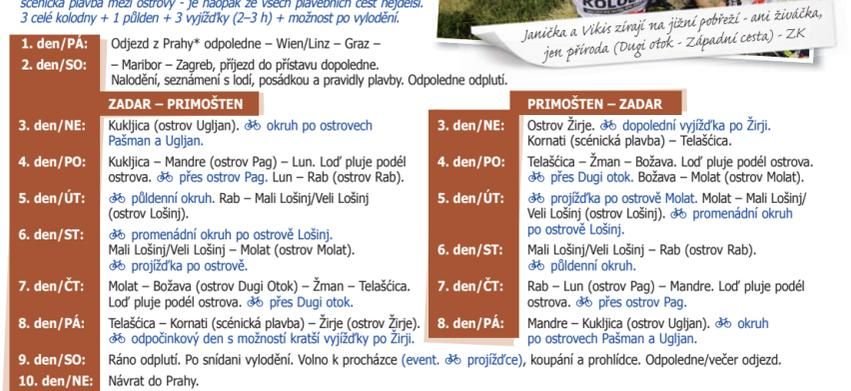 scénická plavba mezi ostrovy - je naopak ze všech plavebních cest nejdelší.
3 celé kolodny + 1 půlden + 3 vyjížďky (2–3 h) + možnost po vylodění.
Janička a Vikis zírají na jižní pobřeží - ani živáčka,
jen příroda (Dugi otok - Západní cesta) - ZK
1. den/PÁ: Odjezd z Prahy* odpoledne – Wien/Linz – Graz –
2. den/SO: – Maribor – Zagreb, příjezd do přístavu dopoledne.
Nalodění, seznámení s lodí, posádkou a pravidly plavby. Odpoledne odplutí.
ZADAR – PRIMOŠTEN
3. den/NE: Kukljica (ostrov Ugljan). okruh po ostrovech
Pašman a Ugljan.
4. den/PO: Kukljica – Mandre (ostrov Pag) – Lun. Loď pluje podél
ostrova. přes ostrov Pag. Lun – Rab (ostrov Rab).
5. den/ÚT: půldenní okruh. Rab – Mali Lošinj/Veli Lošinj
(ostrov Lošinj).
6. den/ST: promenádní okruh po ostrově Lošinj.
Mali Lošinj/Veli Lošinj – Molat (ostrov Molat).
projížďka po ostrově.
7. den/ČT: Molat – Božava (ostrov Dugi Otok) – Žman – Telašćica.
Loď pluje podél ostrova. přes Dugi otok.
8. den/PÁ: Telašćica – Kornati (scénická plavba) – Žirje (ostrov Žirje).
odpočinkový den s možností kratší vyjížďky po Žirji.
PRIMOŠTEN – ZADAR
3. den/NE: Ostrov Žirje. dopolední vyjížďka po Žirji.
Kornati (scénická plavba) – Telašćica.
4. den/PO: Telašćica – Žman – Božava. Loď pluje podél ostrova.
přes Dugi otok. Božava – Molat (ostrov Molat).
5. den/ÚT: projížďka po ostrově Molat. Molat – Mali Lošinj/
Veli Lošinj (ostrov Lošinj). promenádní okruh
po ostrově Lošinj.
6. den/ST: Mali Lošinj/Veli Lošinj – Rab (ostrov Rab).
půldenní okruh.
7. den/ČT: Rab – Lun (ostrov Pag) – Mandre. Loď pluje podél
ostrova. přes ostrov Pag.
8. den/PÁ: Mandre – Kukljica (ostrov Ugljan). okruh
po ostrovech Pašman a Ugljan.
9. den/SO: Ráno odplutí. Po snídani vylodění. Volno k procházce (event. projížďce), koupání a prohlídce. Odpoledne/večer odjezd.
10. den/NE: Návrat do Prahy.